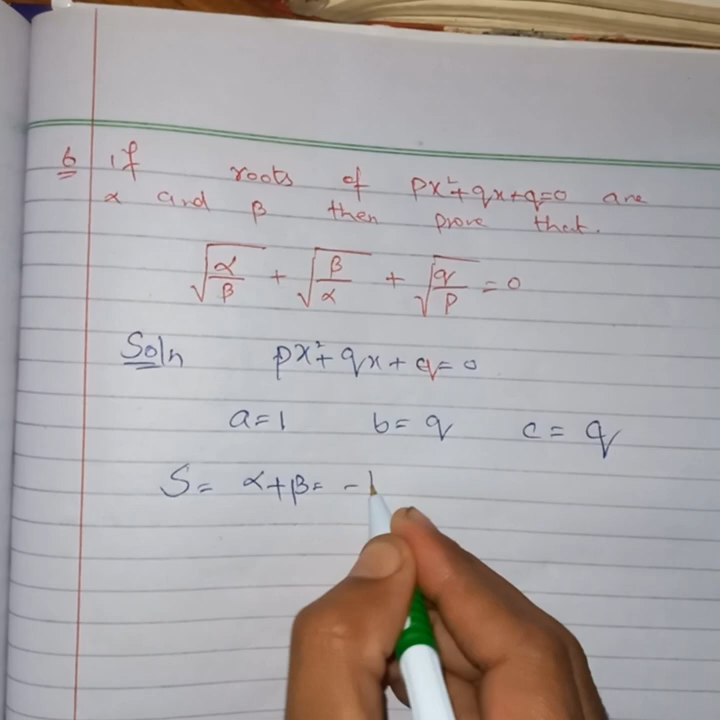 6 If roots of px²+qx+q=0 are
α and β then prove that.
√α/β + √β/α + √q/p = 0
Soln px²+qx+q=0
a=1 b=q c=q
S= α+β= -